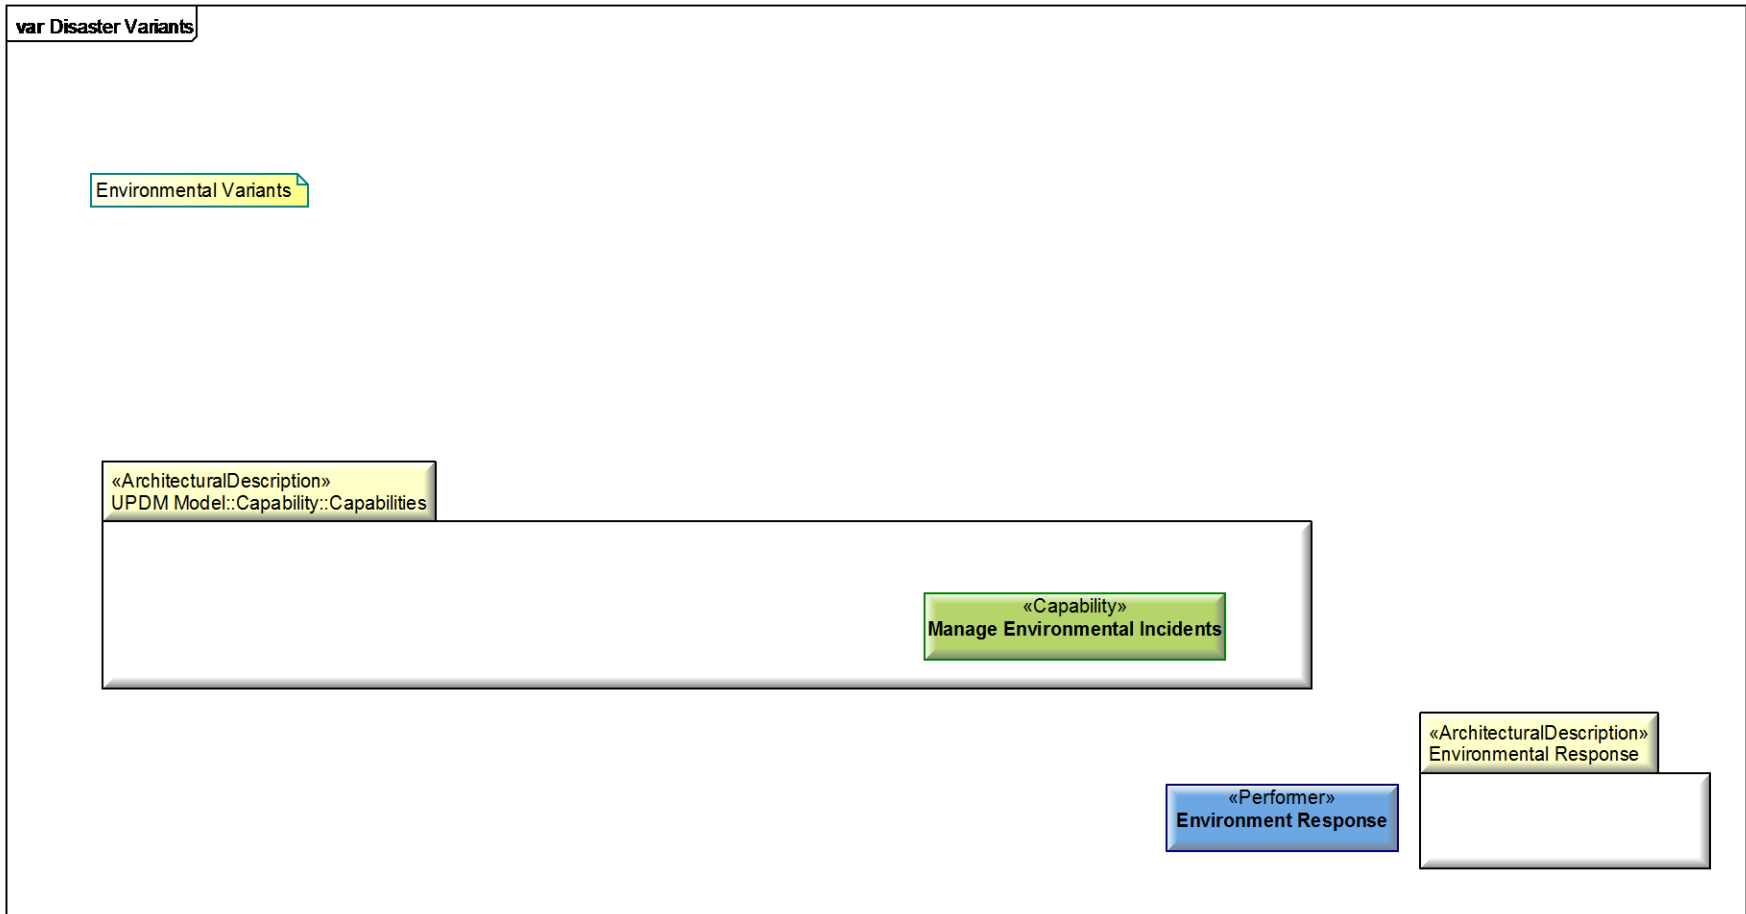 var Disaster Variants
Environmental Variants
«ArchitecturalDescription»
UPDM Model::Capability::Capabilities
«Capability»
Manage Environmental Incidents
«ArchitecturalDescription»
Environmental Response
«Performer»
Environment Response